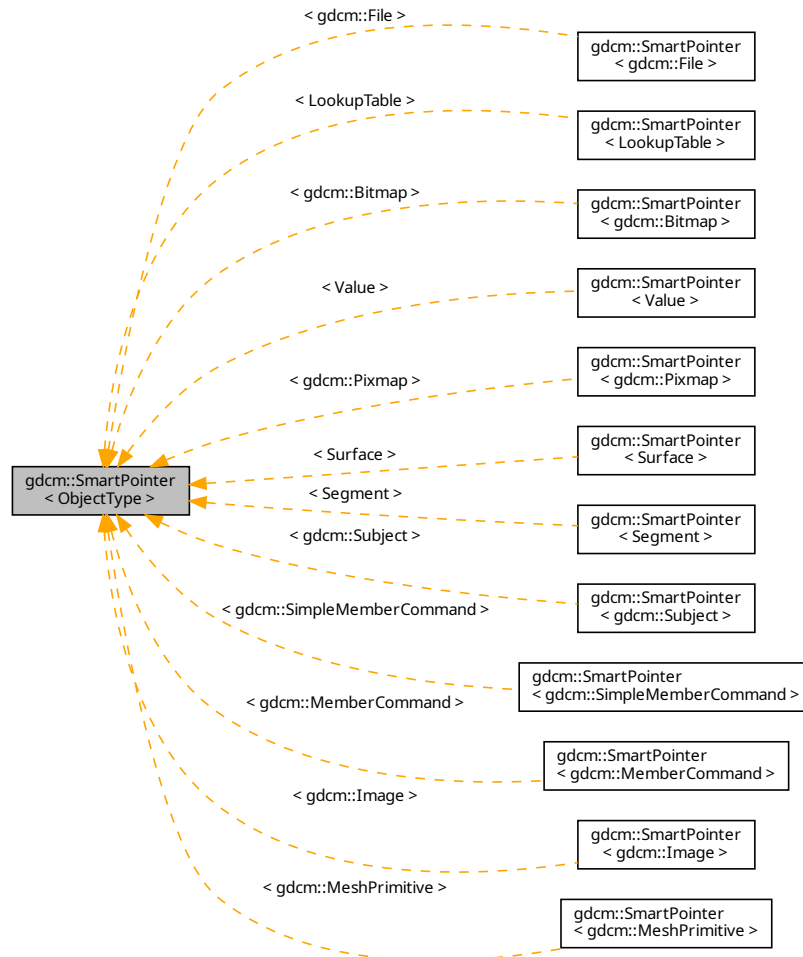 < gdcm::File >
gdcm::SmartPointer
< gdcm::File >
< LookupTable >
gdcm::SmartPointer
< LookupTable >
< gdcm::Bitmap >
gdcm::SmartPointer
< gdcm::Bitmap >
< Value >
gdcm::SmartPointer
< Value >
< gdcm::Pixmap >
gdcm::SmartPointer
< gdcm::Pixmap >
< Surface >
gdcm::SmartPointer
< Surface >
gdcm::SmartPointer
< ObjectType >
< Segment >
gdcm::SmartPointer
< Segment >
< gdcm::Subject >
gdcm::SmartPointer
< gdcm::Subject >
< gdcm::SimpleMemberCommand >
gdcm::SmartPointer
< gdcm::SimpleMemberCommand >
< gdcm::MemberCommand >
gdcm::SmartPointer
< gdcm::MemberCommand >
< gdcm::Image >
gdcm::SmartPointer
< gdcm::Image >
< gdcm::MeshPrimitive >
gdcm::SmartPointer
< gdcm::MeshPrimitive >